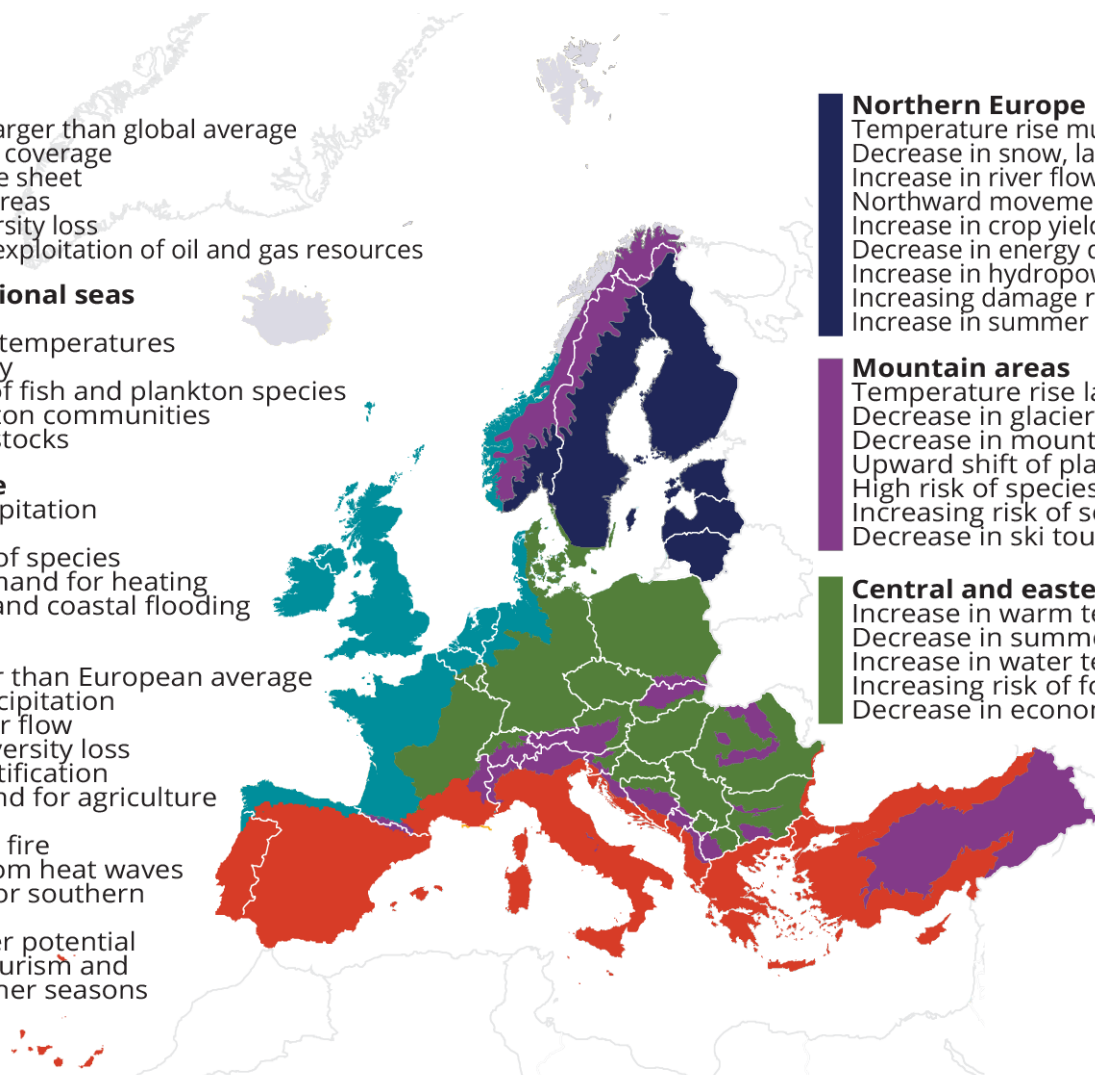 arger than global average
coverage
e sheet
reas
rsity loss
exploitation of oil and gas resources
ional seas
temperatures
y
of fish and plankton species
ton communities
stocks
e
pitation
of species
mand for heating
and coastal flooding
r than European average
cipitation
r flow
versity loss
rtification
nd for agriculture
fire
om heat waves
or southern
er potential
urism and
her seasons
Northern Europe
Temperature rise mu
Decrease in snow, la
Increase in river flow
Northward moveme
Increase in crop yield
Decrease in energy d
Increase in hydropow
Increasing damage r
Increase in summer
Mountain areas
Temperature rise la
Decrease in glacier
Decrease in mount
Upward shift of pla
High risk of species
Increasing risk of so
Decrease in ski tou
Central and easte
Increase in warm te
Decrease in summe
Increase in water te
Increasing risk of fo
Decrease in econom